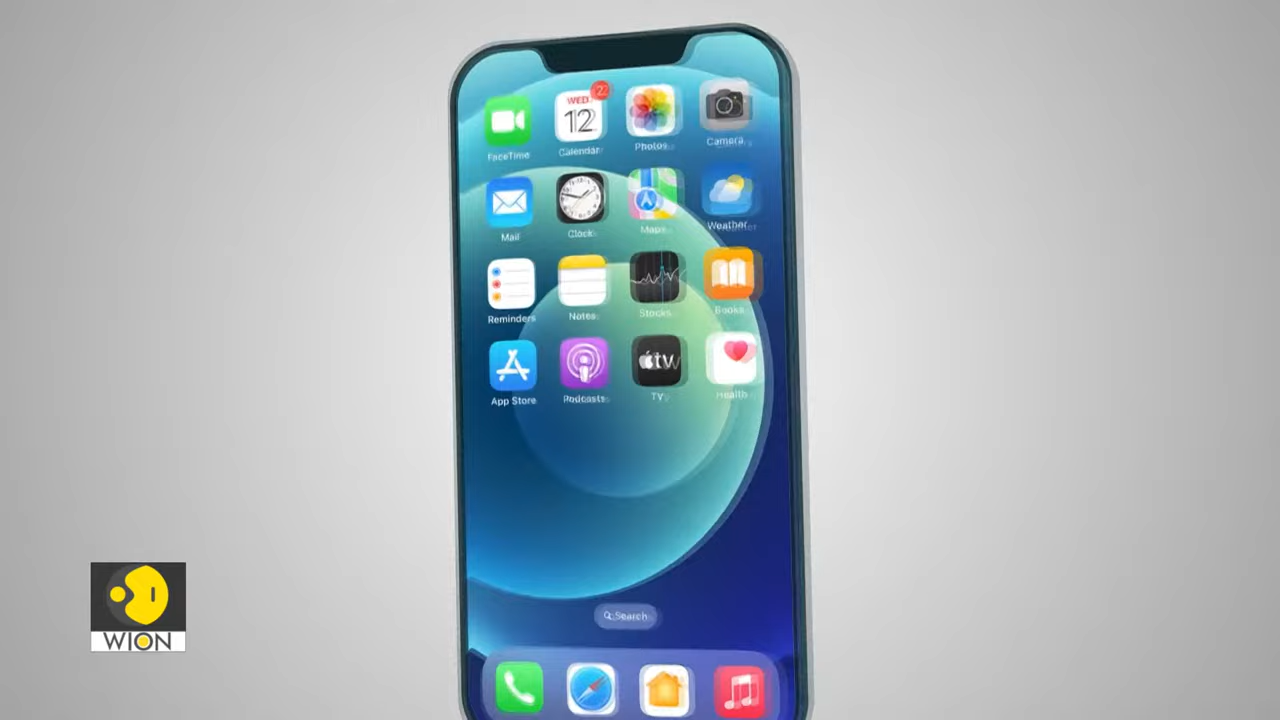 22
WED
12
FaceTime
Calendar
Photos
Camera
Mail
Clock
Maps
Weather
Reminders
Notes
Stocks
Books
tv
App Store
Podcasts
TV
Health
Search
WION